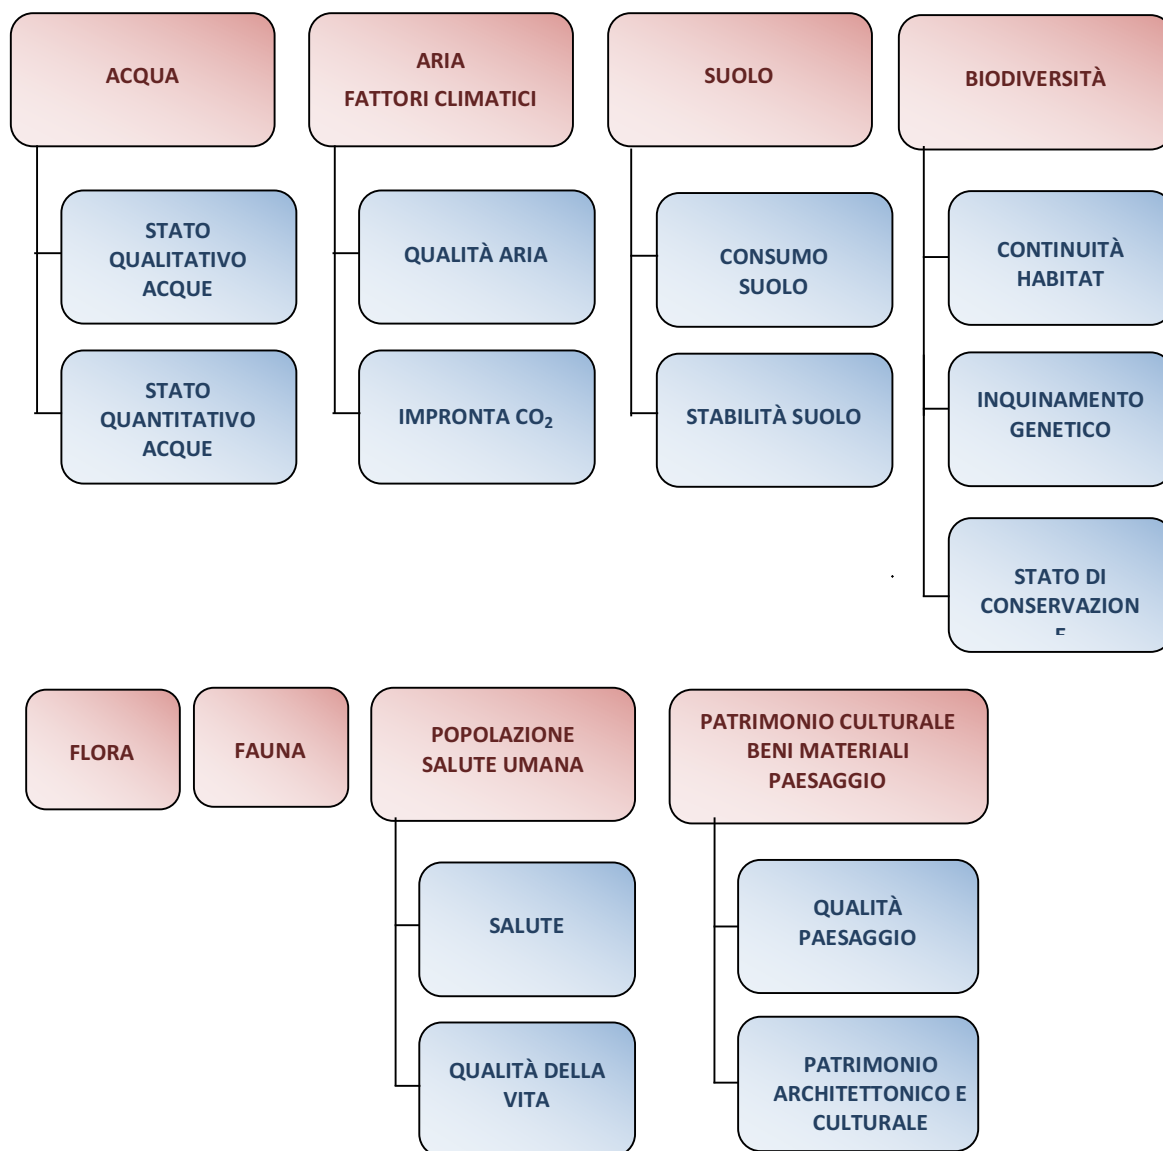 ACQUA
ARIA
FATTORI CLIMATICI
SUOLO
BIODIVERSITÀ
STATO
QUALITATIVO
ACQUE
QUALITÀ ARIA
CONSUMO
SUOLO
CONTINUITÀ
HABITAT
STATO
QUANTITATIVO
ACQUE
IMPRONTA CO₂
STABILITÀ SUOLO
INQUINAMENTO
GENETICO
STATO DI
CONSERVAZION
E
FLORA
FAUNA
POPOLAZIONE
SALUTE UMANA
PATRIMONIO CULTURALE
BENI MATERIALI
PAESAGGIO
SALUTE
QUALITÀ
PAESAGGIO
QUALITÀ DELLA
VITA
PATRIMONIO
ARCHITETTONICO E
CULTURALE